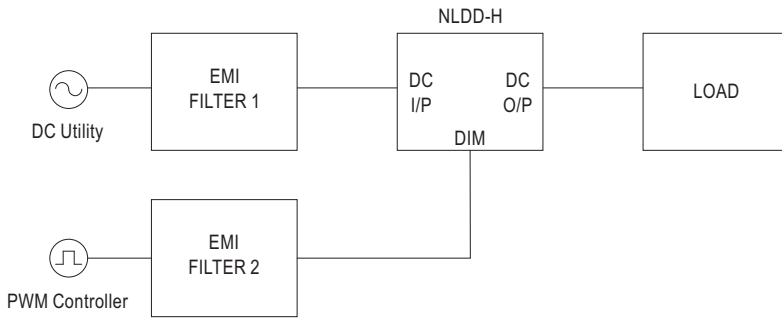 NLDD-H
EMI
FILTER 1
DC
I/P
DC
O/P
DIM
LOAD
DC Utility
EMI
FILTER 2
PWM Controller